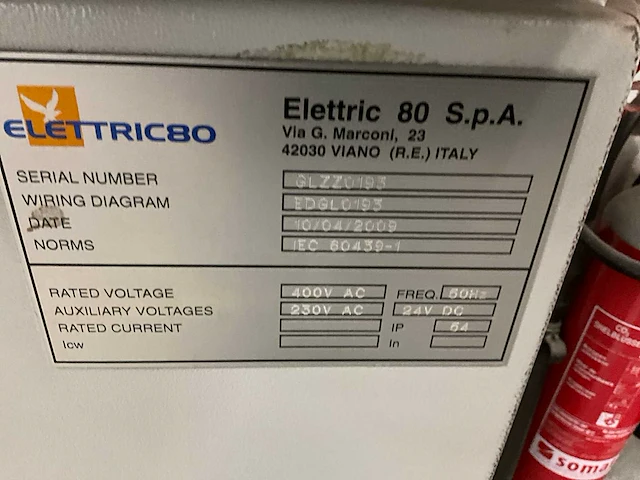 ELETTRIC80
Elettric 80 S.p.A.
Via G. Marconi, 23
42030 VIANO (R.E.) ITALY
SERIAL NUMBER GLZZ0193
WIRING DIAGRAM EDGL0193
DATE 10/04/2009
NORMS IEC 60439-1
RATED VOLTAGE 400V AC FREQ. 50Hz
AUXILIARY VOLTAGES 230V AC 24V DC
RATED CURRENT IP 54
Icw In
CO2
soma